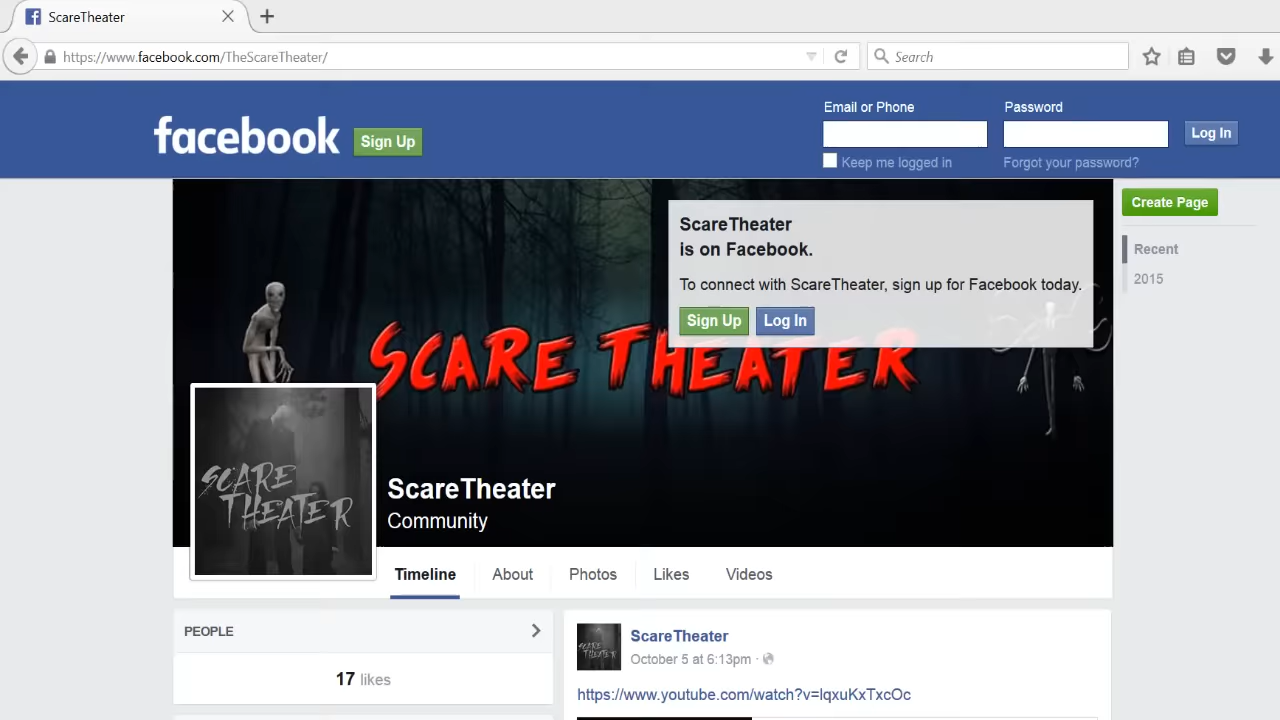 ScareTheater
https://www.facebook.com/TheScareTheater/
Search
facebook
Sign Up
Email or Phone
Password
Log In
Keep me logged in
Forgot your password?
ScareTheater
is on Facebook.
To connect with ScareTheater, sign up for Facebook today.
Sign Up
Log In
Create Page
Recent
2015
SCARE THEATER
SCARE
THEATER
ScareTheater
Community
Timeline
About
Photos
Likes
Videos
PEOPLE
17 likes
SCARE
THEATER
ScareTheater
October 5 at 6:13pm ·
https://www.youtube.com/watch?v=lqxuKxTxcOc